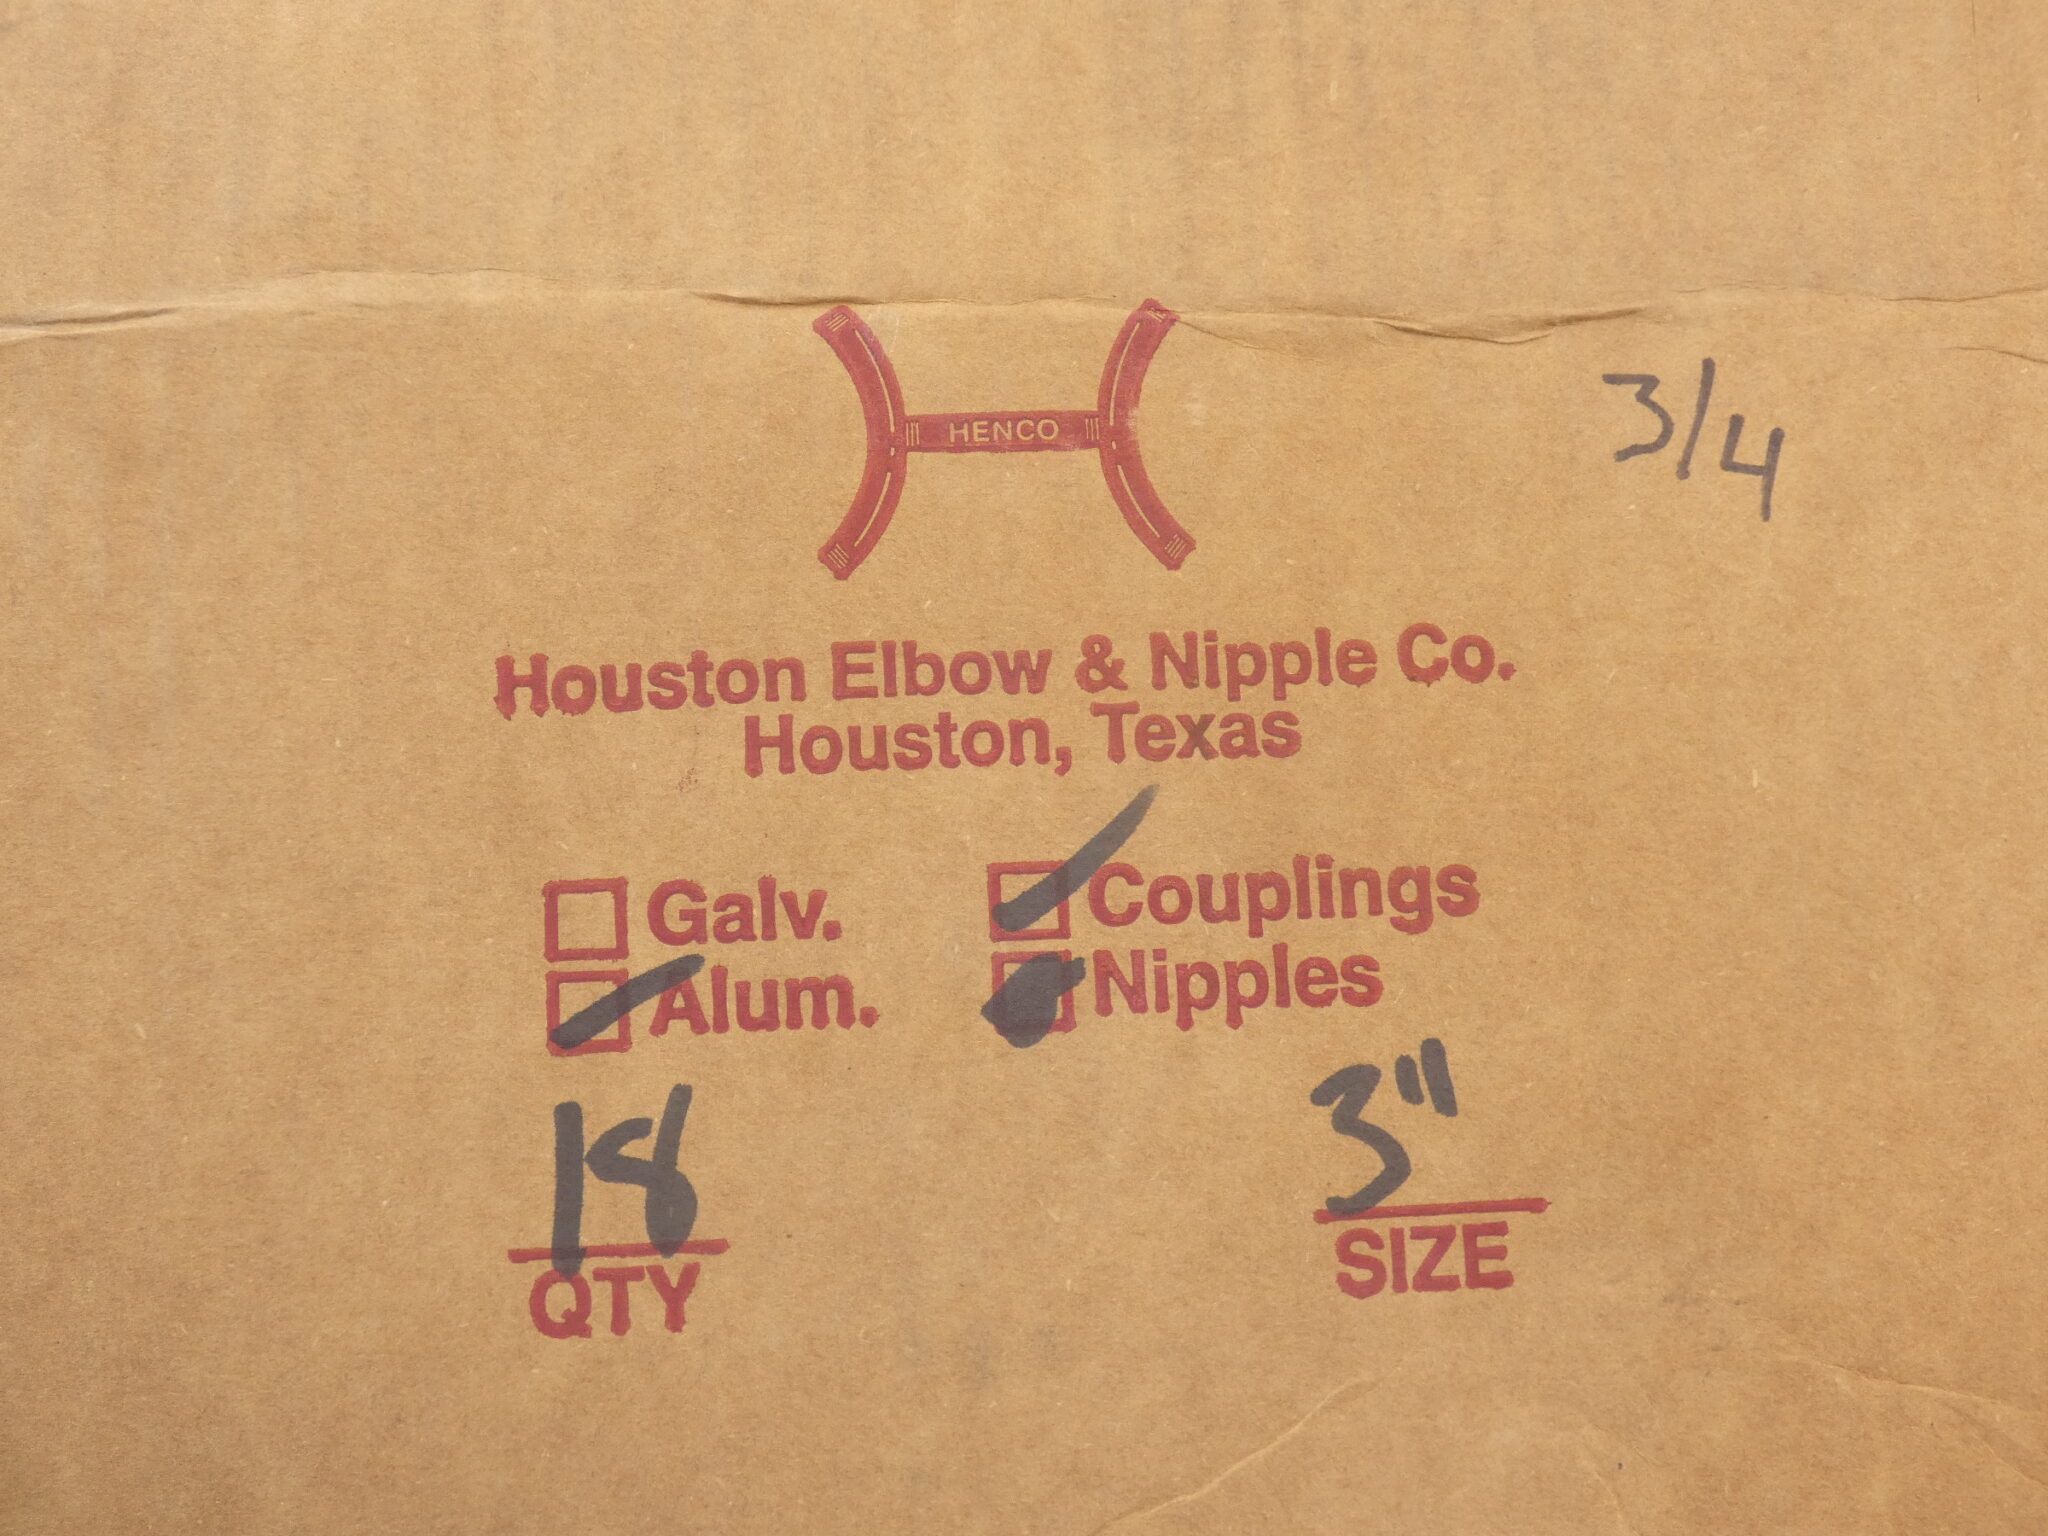 HENCO
3/4
Houston Elbow & Nipple Co.
Houston, Texas
Galv.
Couplings
Alum.
Nipples
18
3"
QTY
SIZE